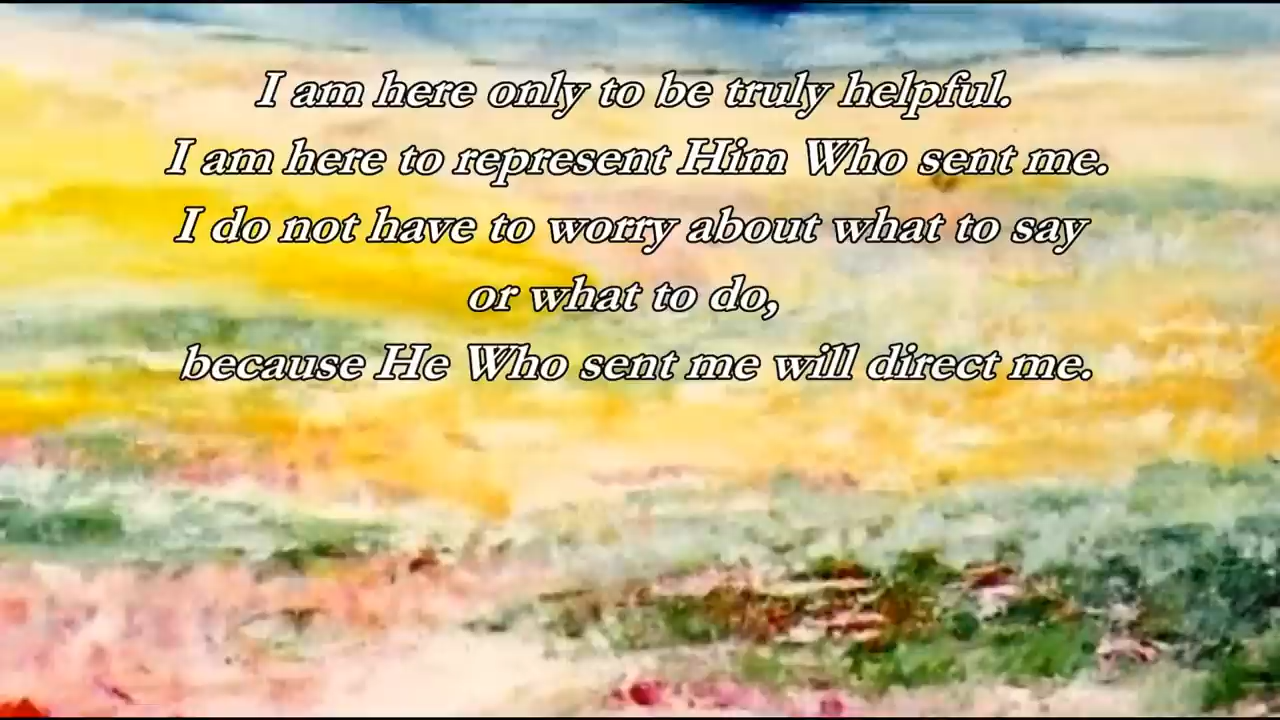 I am here only to be truly helpful.
I am here to represent Him Who sent me.
I do not have to worry about what to say
or what to do,
because He Who sent me will direct me.